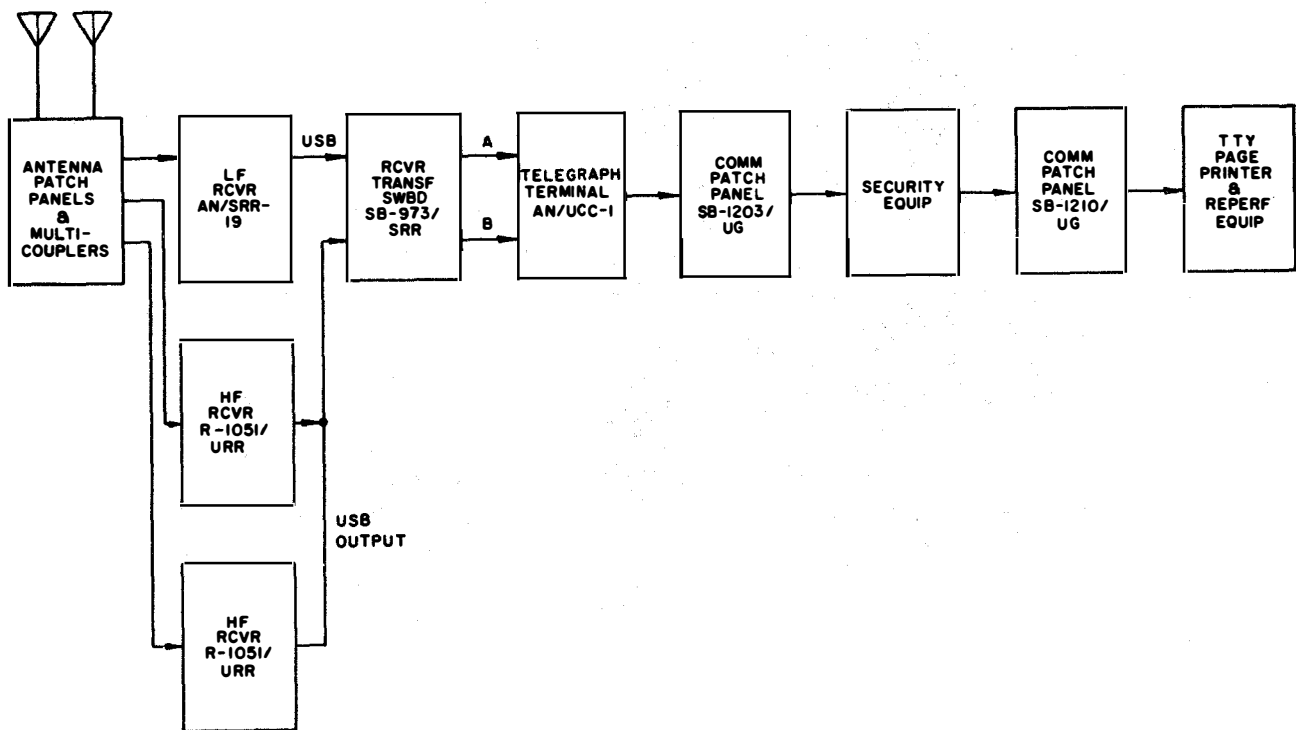 ANTENNA
PATCH
PANELS
&
MULTI-
COUPLERS
LF
RCVR
AN/SRR-
19
USB
RCVR
TRANSF
SWBD
SB-973/
SRR
A
B
TELEGRAPH
TERMINAL
AN/UCC-1
COMM
PATCH
PANEL
SB-1203/
UG
SECURITY
EQUIP
COMM
PATCH
PANEL
SB-1210/
UG
TTY
PAGE
PRINTER
&
REPERF
EQUIP
HF
RCVR
R-1051/
URR
USB
OUTPUT
HF
RCVR
R-1051/
URR